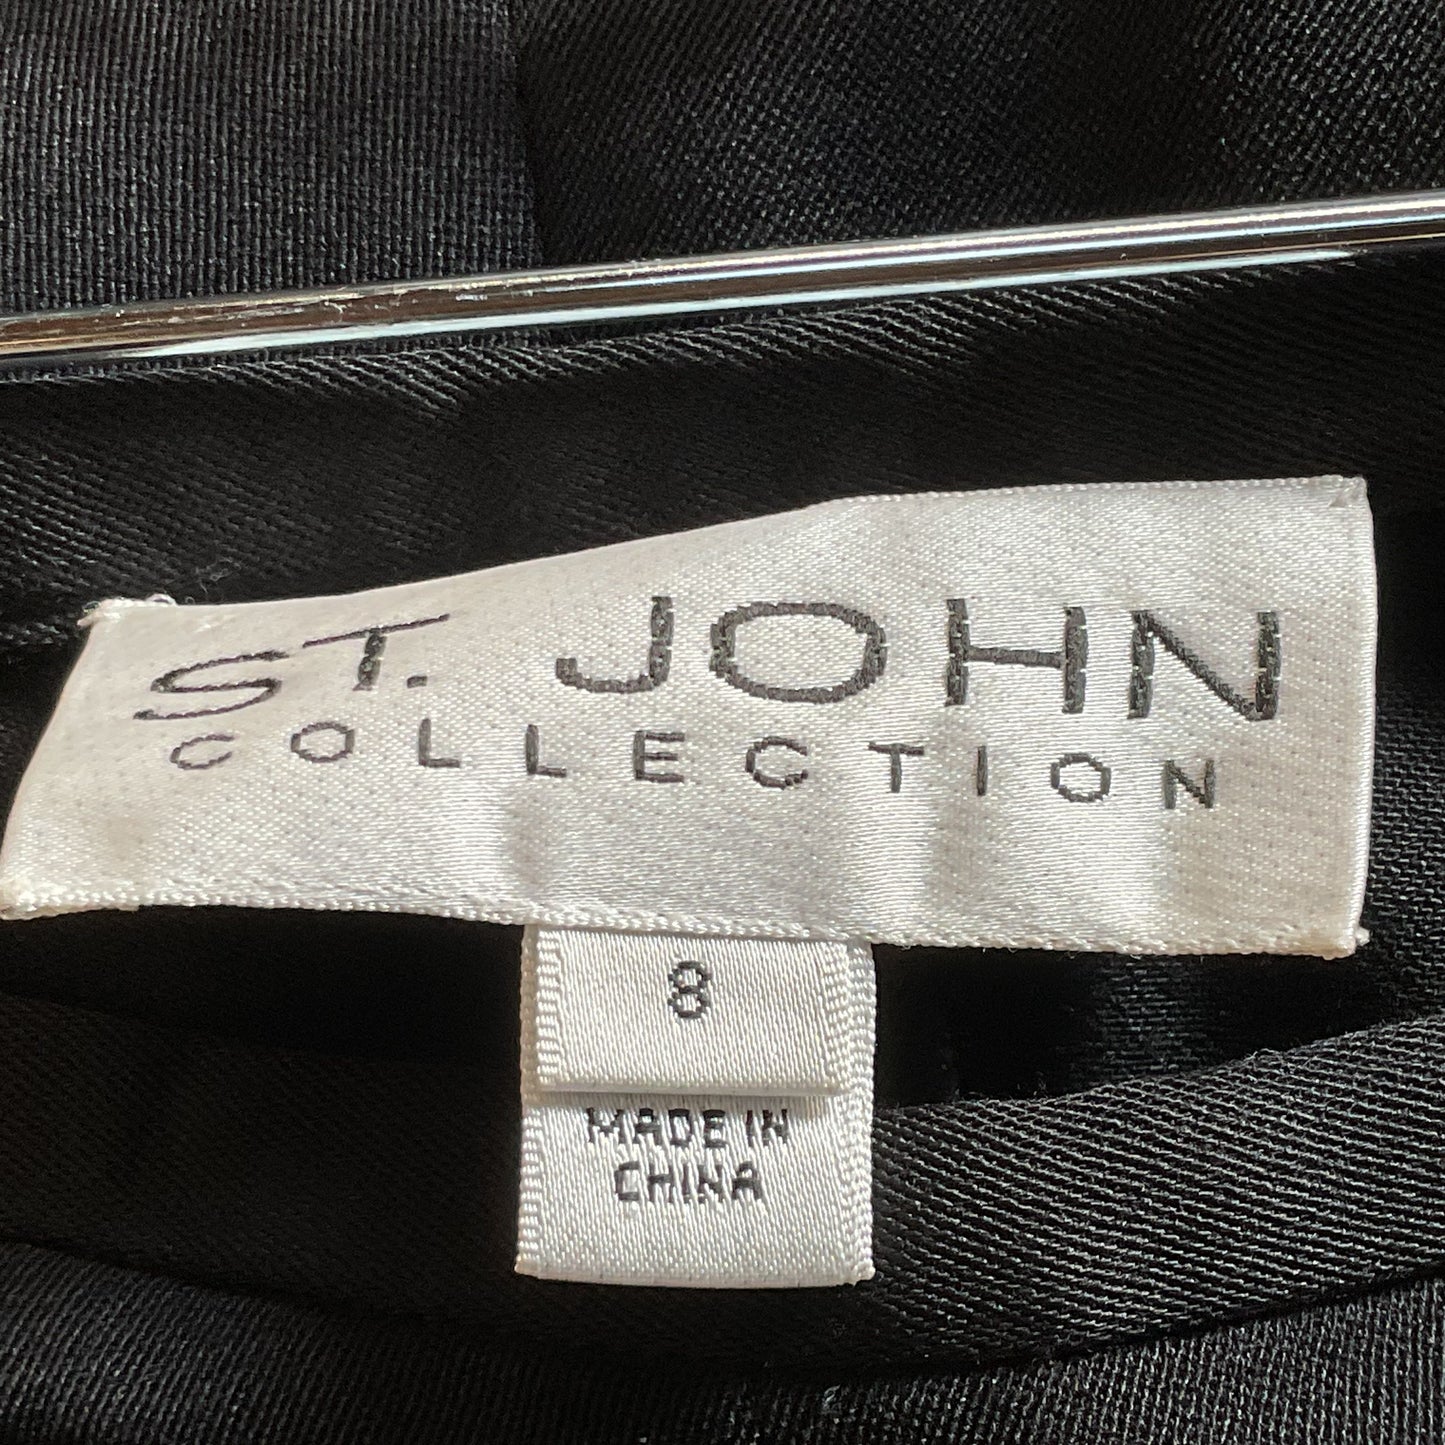 ST. JOHN
COLLECTION
8
MADE IN
CHINA